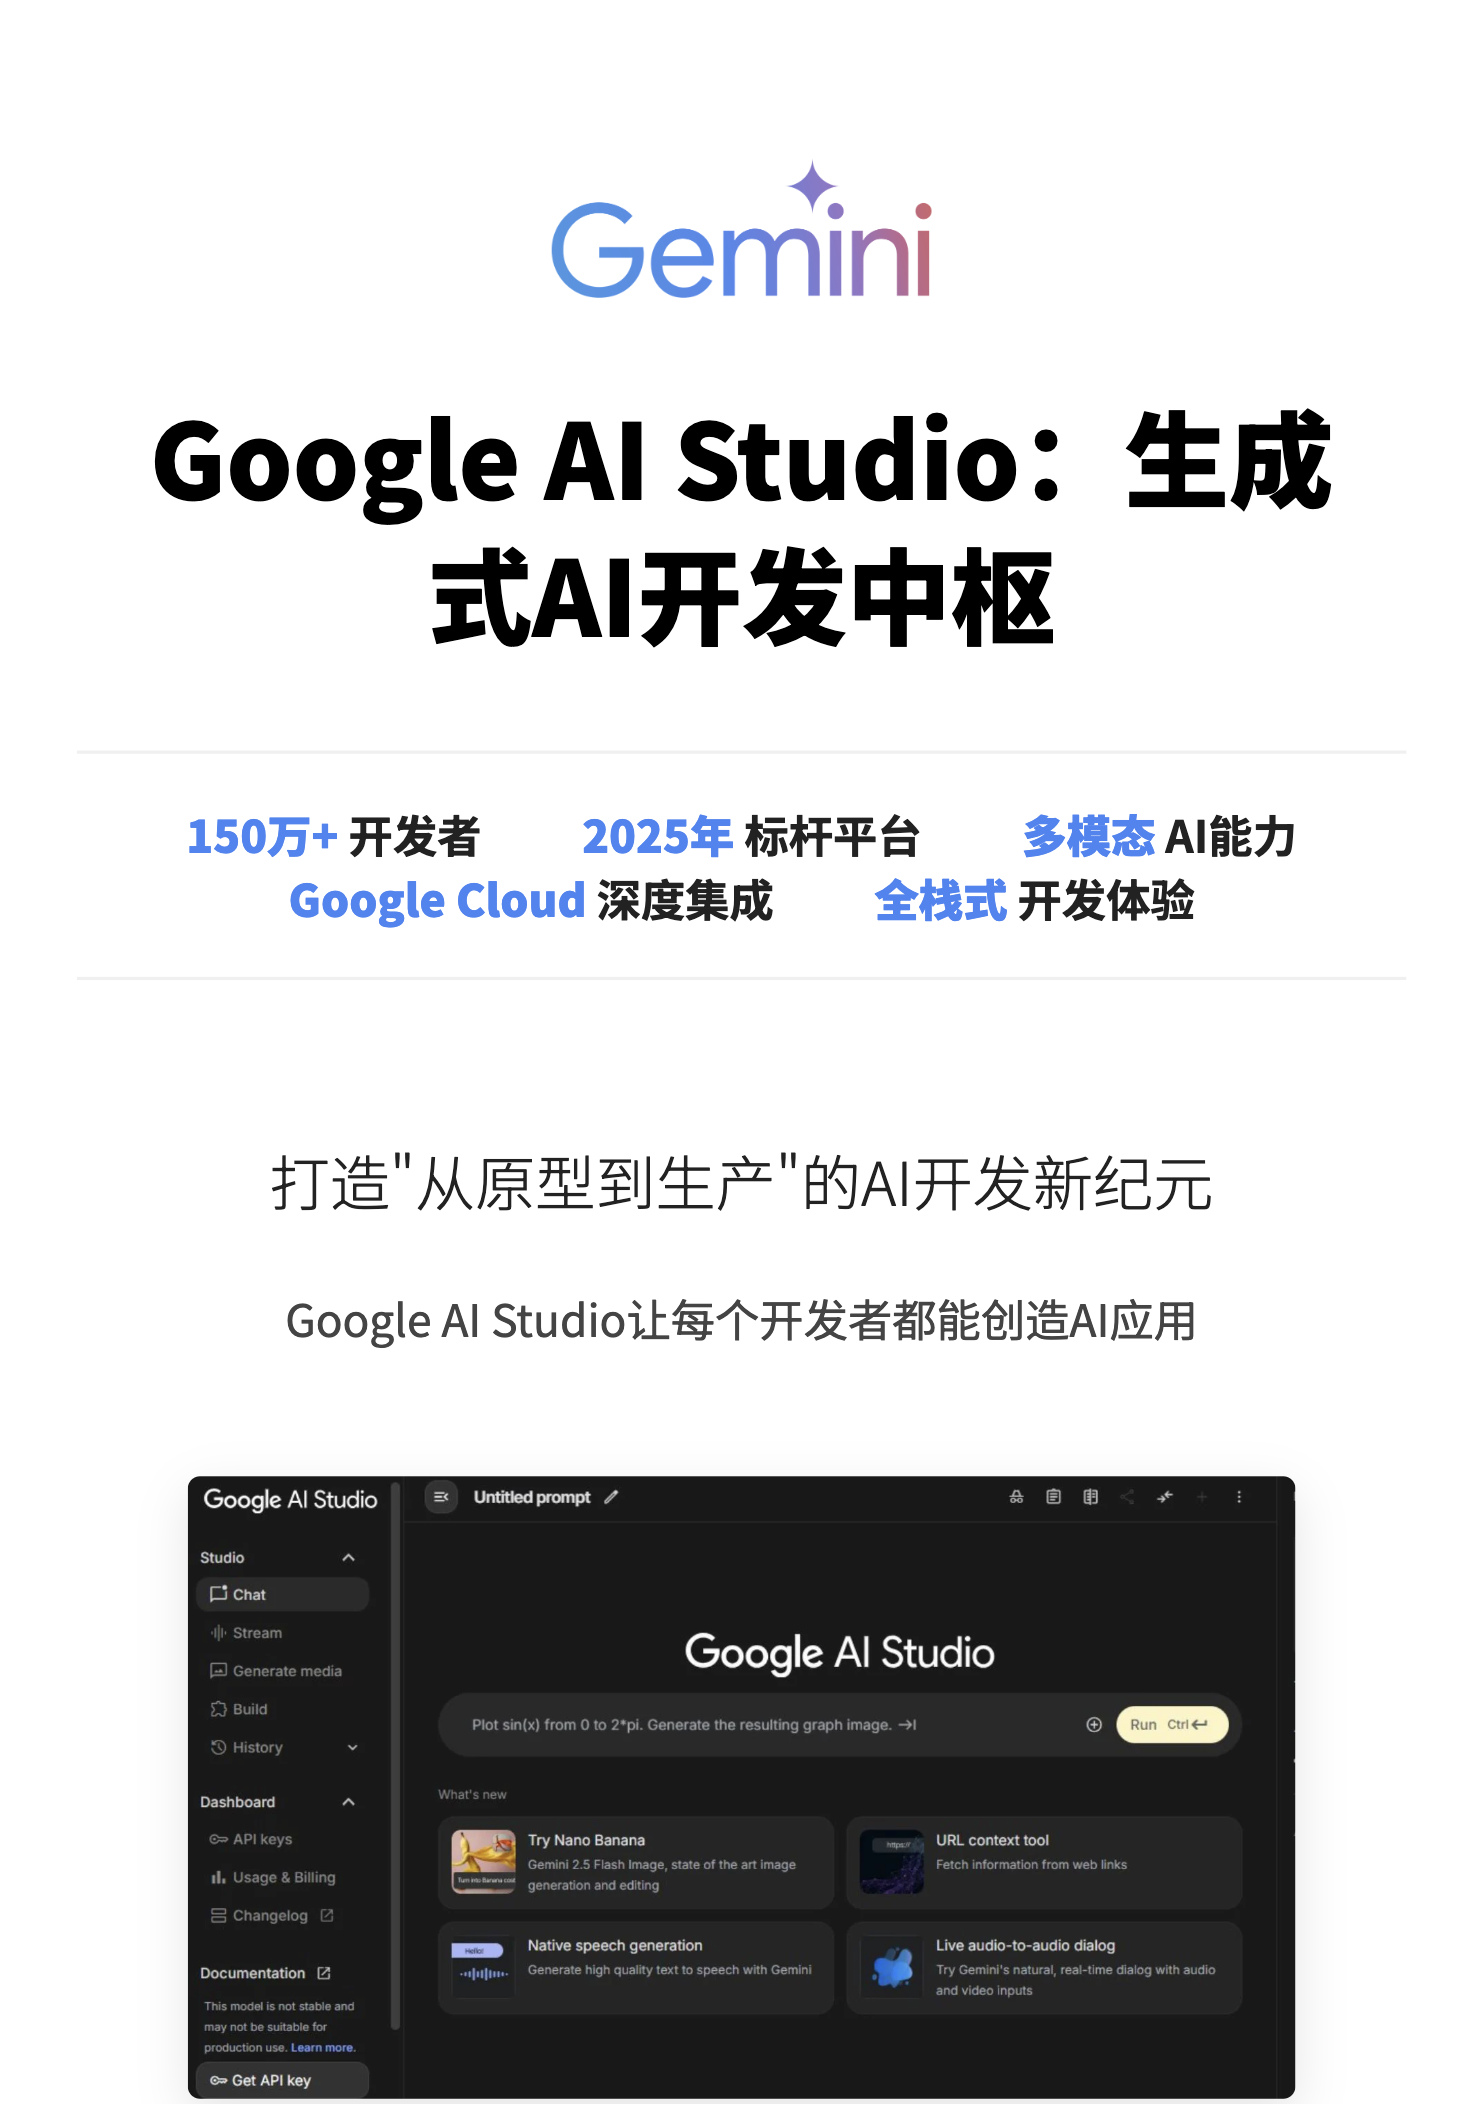 Gemini
Google AI Studio：生成
式AI开发中枢
150万+ 开发者 2025年 标杆平台 多模态 AI能力
Google Cloud 深度集成 全栈式 开发体验
打造"从原型到生产"的AI开发新纪元
Google AI Studio让每个开发者都能创造AI应用
Google AI Studio
Untitled prompt
Studio
Chat
Stream
Generate media
Build
History
Dashboard
API keys
Usage & Billing
Changelog
Documentation
This model is not stable and
may not be suitable for
production use. Learn more.
Get API key
Google AI Studio
Plot sin(x) from 0 to 2*pi. Generate the resulting graph image.
Run Ctrl
What's new
Turn into Banana cost
Try Nano Banana
Gemini 2.5 Flash Image, state of the art image
generation and editing
https://
URL context tool
Fetch information from web links
Hello!
Native speech generation
Generate high quality text to speech with Gemini
Live audio-to-audio dialog
Try Gemini's natural, real-time dialog with audio
and video inputs